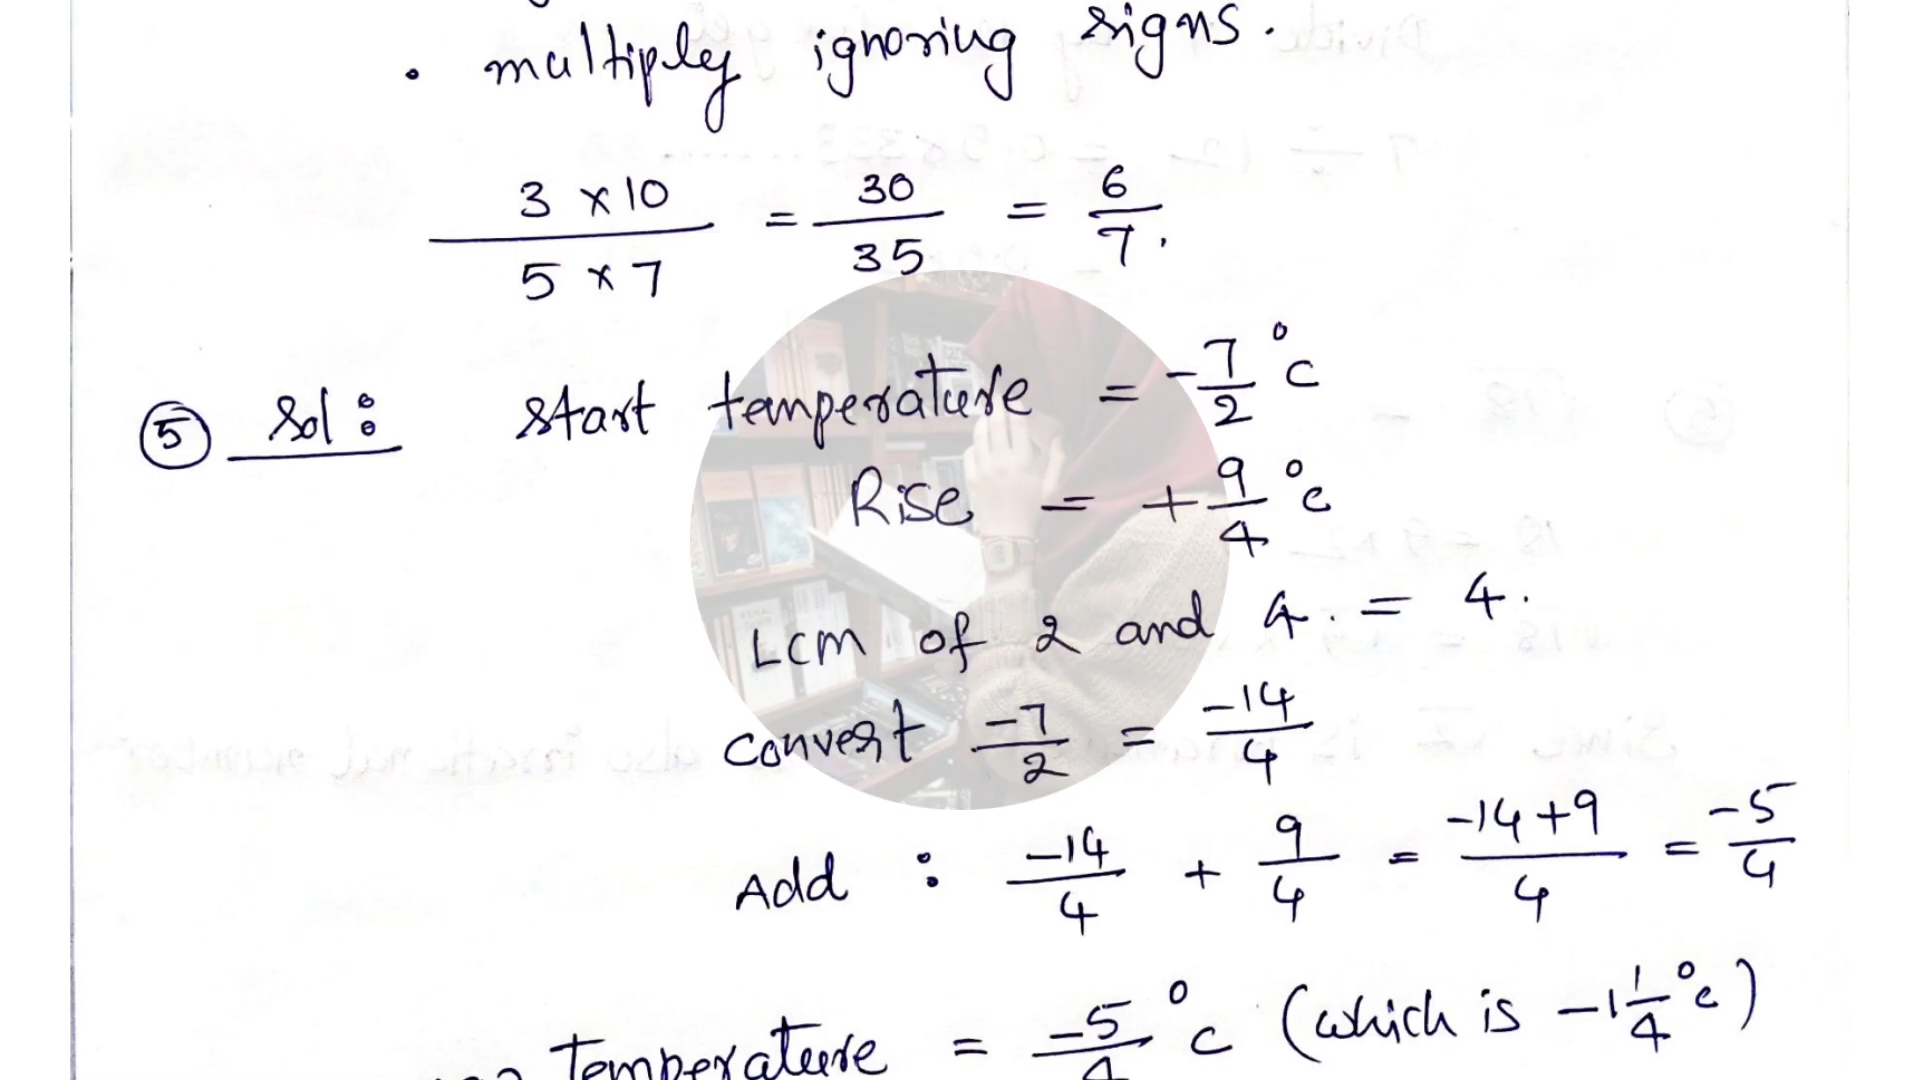 . multiply ignoring signs.
3 × 10 / 5 × 7 = 30 / 35 = 6 / 7.
5 Sol : start temperature = -7/2 °c
Rise = + 9/4 °c
LCM of 2 and 4. = 4.
convert -7/2 = -14/4
Add : -14/4 + 9/4 = -14+9 / 4 = -5/4
temperature = -5/4 °c (which is -1 1/4 °c)